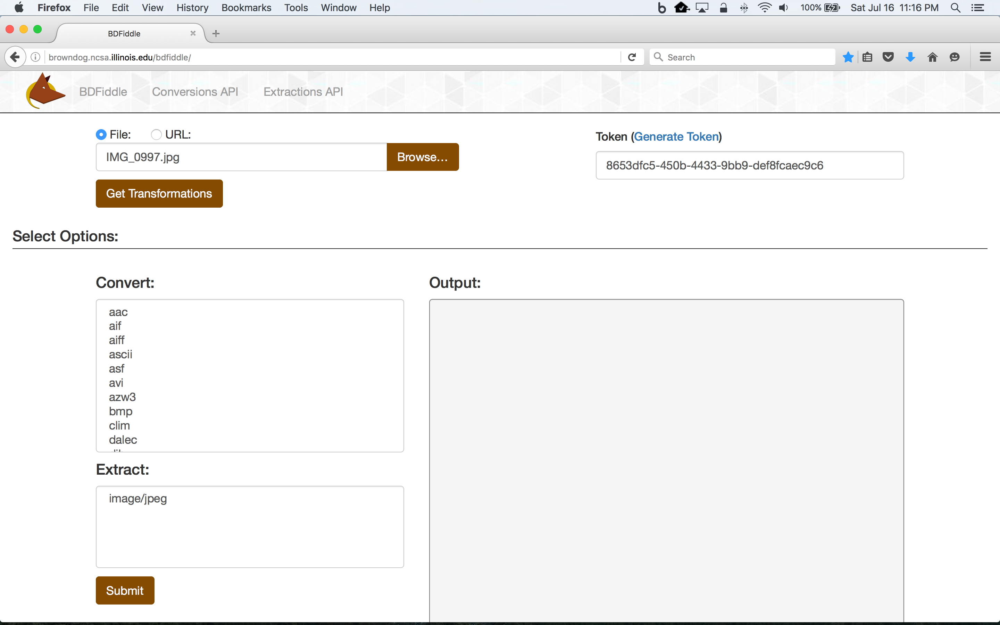 Firefox File Edit View History Bookmarks Tools Window Help 100% Sat Jul 16 11:16 PM
BDFiddle
browndog.ncsa.illinois.edu/bdfiddle/ Search
BDFiddle Conversions API Extractions API
File: URL:
Token (Generate Token)
IMG_0997.jpg Browse...
8653dfc5-450b-4433-9bb9-def8fcaec9c6
Get Transformations
Select Options:
Convert:
Output:
aac
aif
aiff
ascii
asf
avi
azw3
bmp
clim
dalec
Extract:
image/jpeg
Submit